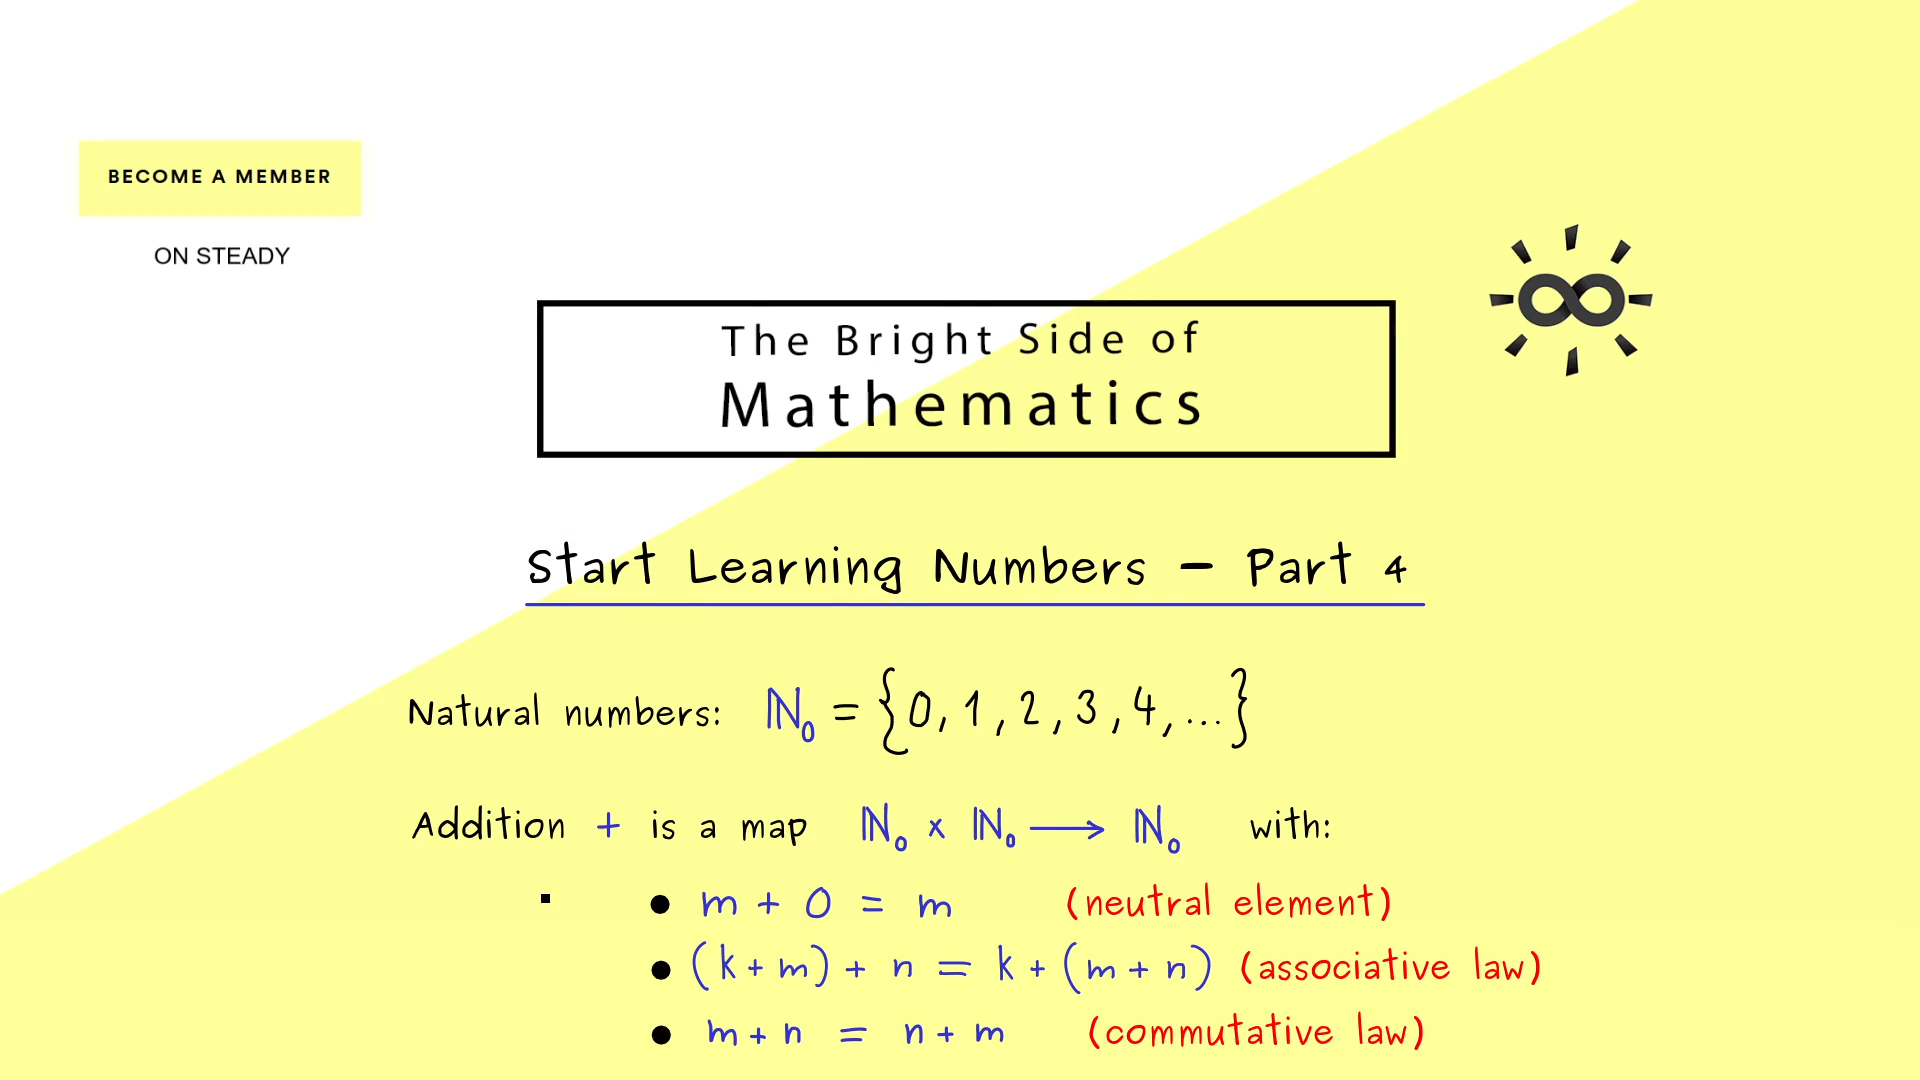 BECOME A MEMBER
ON STEADY
The Bright Side of
Mathematics
Start Learning Numbers - Part 4
Natural numbers: ℕ₀ = {0, 1, 2, 3, 4, ...}
Addition + is a map ℕ₀ × ℕ₀ ⟶ ℕ₀ with:
● m + 0 = m (neutral element)
● (k + m) + n = k + (m + n) (associative law)
● m + n = n + m (commutative law)